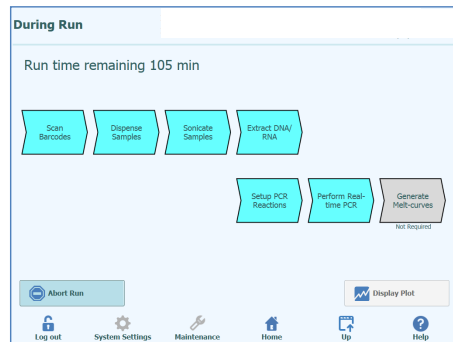 During Run
Run time remaining 105 min
Scan
Barcodes
Dispense
Samples
Sonicate
Samples
Extract DNA/
RNA
Setup PCR
Reactions
Perform Real-
time PCR
Generate
Melt-curves
Not Required
Abort Run
Display Plot
Log out
System Settings
Maintenance
Home
Up
Help